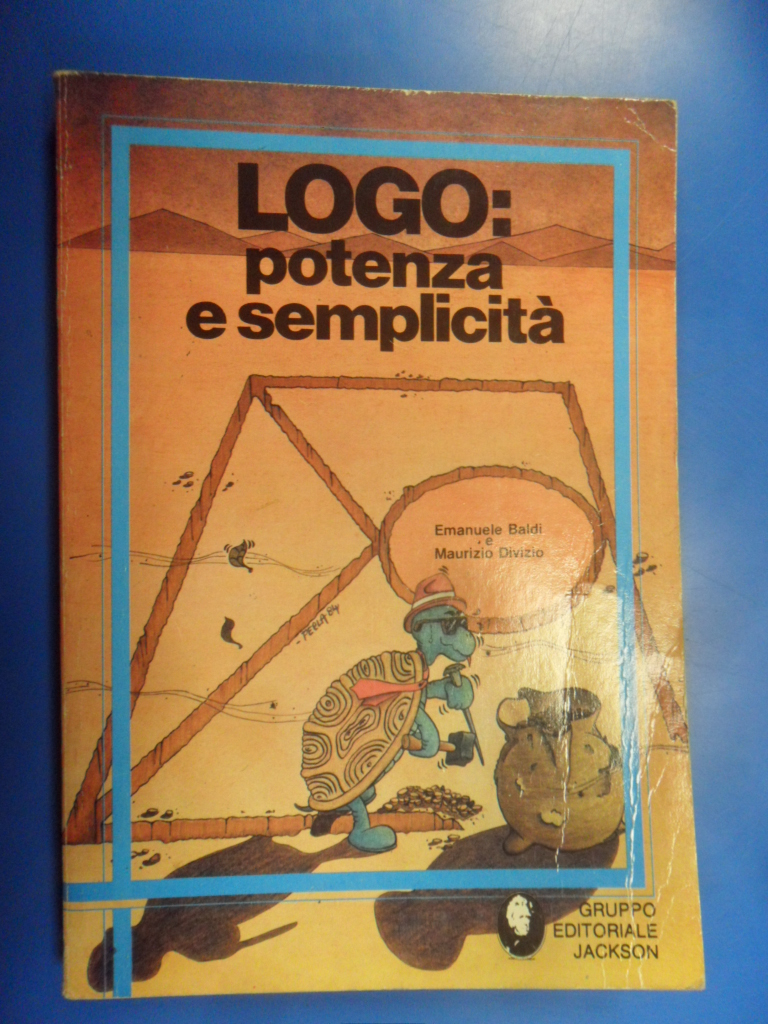 LOGO:
potenza
e semplicità
Emanuele Baldi
e
Maurizio Divizio
GRUPPO
EDITORIALE
JACKSON